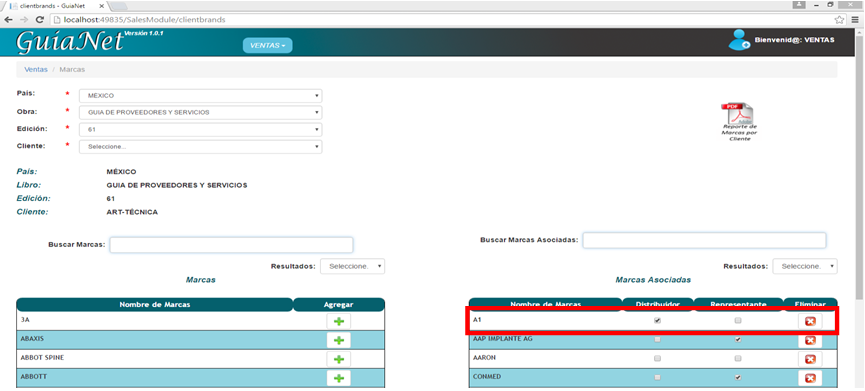 clientbrands - GuiaNet
localhost:49835/SalesModule/clientbrands
GuíaNet Versión 1.0.1
VENTAS
Bienvenid@: VENTAS
Ventas / Marcas
País: * MÉXICO
Obra: * GUIA DE PROVEEDORES Y SERVICIOS
Edición: * 61
Cliente: * Seleccione...
PDF
Adobe
Reporte de
Marcas por
Cliente
País: MÉXICO
Libro: GUIA DE PROVEEDORES Y SERVICIOS
Edición: 61
Cliente: ART-TÉCNICA
Buscar Marcas:
Resultados: Seleccione.
Marcas
Nombre de Marcas Agregar
3A
ABAXIS
ABBOT SPINE
ABBOTT
Buscar Marcas Asociadas:
Resultados: Seleccione.
Marcas Asociadas
Nombre de Marcas Distribuidor Representante Eliminar
A1
AAP IMPLANTE AG
AARON
CONMED